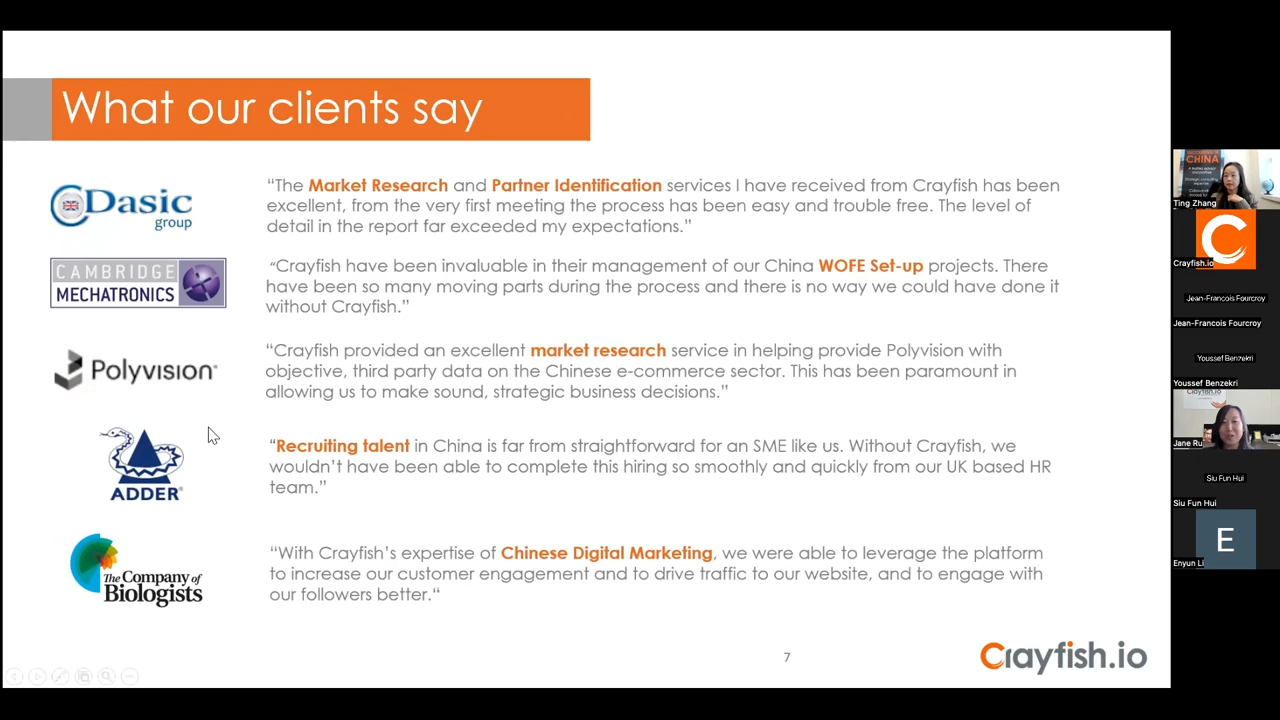 What our clients say
Dasic
group
“The Market Research and Partner Identification services I have received from Crayfish has been
excellent, from the very first meeting the process has been easy and trouble free. The level of
detail in the report far exceeded my expectations.”
CAMBRIDGE
MECHATRONICS
“Crayfish have been invaluable in their management of our China WOFE Set-up projects. There
have been so many moving parts during the process and there is no way we could have done it
without Crayfish.”
Polyvision
“Crayfish provided an excellent market research service in helping provide Polyvision with
objective, third party data on the Chinese e-commerce sector. This has been paramount in
allowing us to make sound, strategic business decisions.”
ADDER
“Recruiting talent in China is far from straightforward for an SME like us. Without Crayfish, we
wouldn’t have been able to complete this hiring so smoothly and quickly from our UK based HR
team.”
The Company of
Biologists
“With Crayfish’s expertise of Chinese Digital Marketing, we were able to leverage the platform
to increase our customer engagement and to drive traffic to our website, and to engage with
our followers better.“
7
Crayfish.io
CHINA
Ting Zhang
Crayfish.io
Jean-Francois Fourcroy
Jean-Francois Fourcroy
Youssef Benzekri
Youssef Benzekri
Crayfish.io
Jane Ru
Siu Fun Hui
Siu Fun Hui
E
Enyun Li